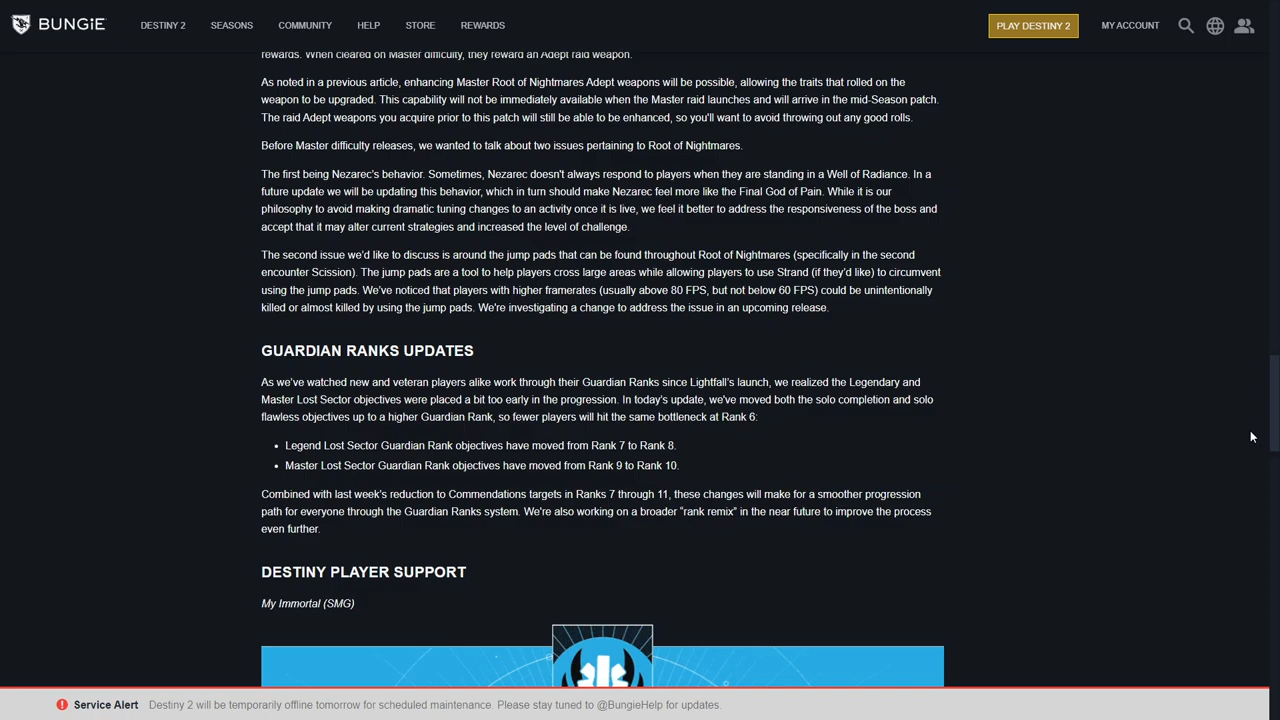 BUNGiE
DESTINY 2
SEASONS
COMMUNITY
HELP
STORE
REWARDS
PLAY DESTINY 2
MY ACCOUNT
rewards. When cleared on Master difficulty, they reward an Adept raid weapon.
As noted in a previous article, enhancing Master Root of Nightmares Adept weapons will be possible, allowing the traits that rolled on the
weapon to be upgraded. This capability will not be immediately available when the Master raid launches and will arrive in the mid-Season patch.
The raid Adept weapons you acquire prior to this patch will still be able to be enhanced, so you'll want to avoid throwing out any good rolls.
Before Master difficulty releases, we wanted to talk about two issues pertaining to Root of Nightmares.
The first being Nezarec's behavior. Sometimes, Nezarec doesn't always respond to players when they are standing in a Well of Radiance. In a
future update we will be updating this behavior, which in turn should make Nezarec feel more like the Final God of Pain. While it is our
philosophy to avoid making dramatic tuning changes to an activity once it is live, we feel it better to address the responsiveness of the boss and
accept that it may alter current strategies and increased the level of challenge.
The second issue we'd like to discuss is around the jump pads that can be found throughout Root of Nightmares (specifically in the second
encounter Scission). The jump pads are a tool to help players cross large areas while allowing players to use Strand (if they'd like) to circumvent
using the jump pads. We've noticed that players with higher framerates (usually above 80 FPS, but not below 60 FPS) could be unintentionally
killed or almost killed by using the jump pads. We're investigating a change to address the issue in an upcoming release.
GUARDIAN RANKS UPDATES
As we've watched new and veteran players alike work through their Guardian Ranks since Lightfall's launch, we realized the Legendary and
Master Lost Sector objectives were placed a bit too early in the progression. In today's update, we've moved both the solo completion and solo
flawless objectives up to a higher Guardian Rank, so fewer players will hit the same bottleneck at Rank 6:
• Legend Lost Sector Guardian Rank objectives have moved from Rank 7 to Rank 8.
• Master Lost Sector Guardian Rank objectives have moved from Rank 9 to Rank 10.
Combined with last week's reduction to Commendations targets in Ranks 7 through 11, these changes will make for a smoother progression
path for everyone through the Guardian Ranks system. We're also working on a broader "rank remix" in the near future to improve the process
even further.
DESTINY PLAYER SUPPORT
My Immortal (SMG)
Service Alert Destiny 2 will be temporarily offline tomorrow for scheduled maintenance. Please stay tuned to @BungieHelp for updates.